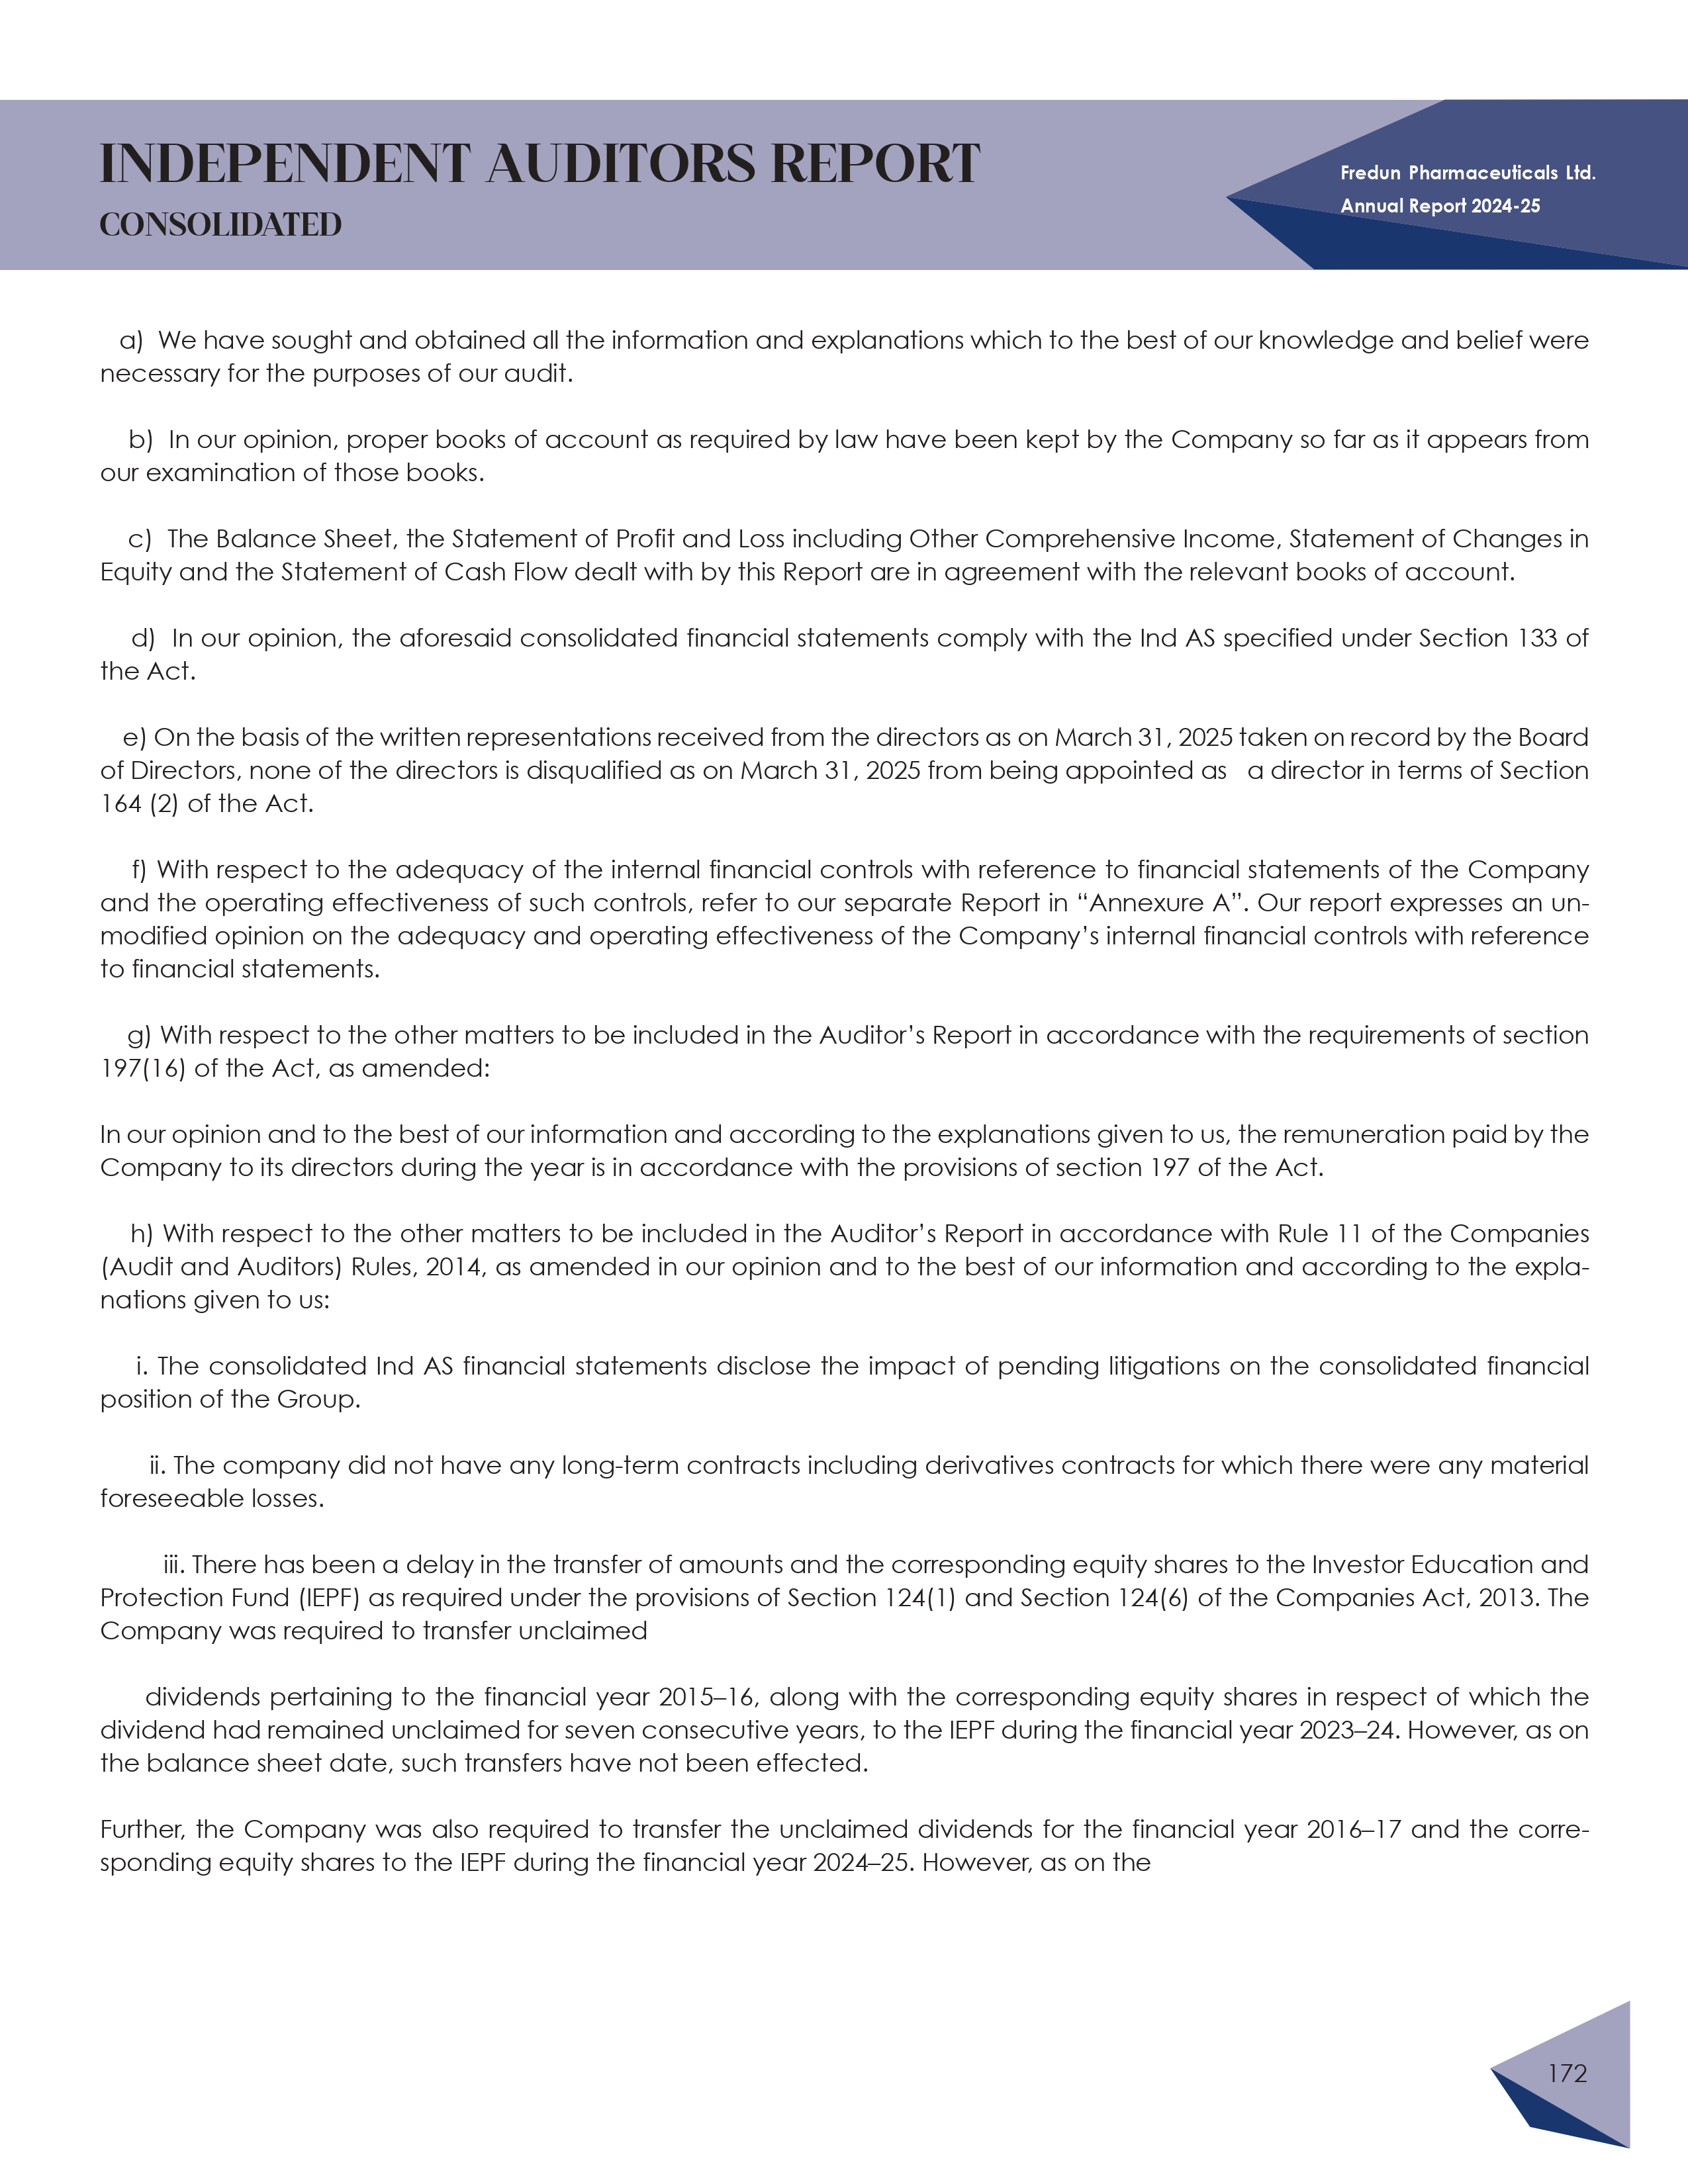 INDEPENDENT AUDITORS REPORT
CONSOLIDATED
Fredun Pharmaceuticals Ltd.
Annual Report 2024-25
a) We have sought and obtained all the information and explanations which to the best of our knowledge and belief were
necessary for the purposes of our audit.
b) In our opinion, proper books of account as required by law have been kept by the Company so far as it appears from
our examination of those books.
c) The Balance Sheet, the Statement of Profit and Loss including Other Comprehensive Income, Statement of Changes in
Equity and the Statement of Cash Flow dealt with by this Report are in agreement with the relevant books of account.
d) In our opinion, the aforesaid consolidated financial statements comply with the Ind AS specified under Section 133 of
the Act.
e) On the basis of the written representations received from the directors as on March 31, 2025 taken on record by the Board
of Directors, none of the directors is disqualified as on March 31, 2025 from being appointed as a director in terms of Section
164 (2) of the Act.
f) With respect to the adequacy of the internal financial controls with reference to financial statements of the Company
and the operating effectiveness of such controls, refer to our separate Report in “Annexure A”. Our report expresses an un-
modified opinion on the adequacy and operating effectiveness of the Company’s internal financial controls with reference
to financial statements.
g) With respect to the other matters to be included in the Auditor’s Report in accordance with the requirements of section
197(16) of the Act, as amended:
In our opinion and to the best of our information and according to the explanations given to us, the remuneration paid by the
Company to its directors during the year is in accordance with the provisions of section 197 of the Act.
h) With respect to the other matters to be included in the Auditor’s Report in accordance with Rule 11 of the Companies
(Audit and Auditors) Rules, 2014, as amended in our opinion and to the best of our information and according to the expla-
nations given to us:
i. The consolidated Ind AS financial statements disclose the impact of pending litigations on the consolidated financial
position of the Group.
ii. The company did not have any long-term contracts including derivatives contracts for which there were any material
foreseeable losses.
iii. There has been a delay in the transfer of amounts and the corresponding equity shares to the Investor Education and
Protection Fund (IEPF) as required under the provisions of Section 124(1) and Section 124(6) of the Companies Act, 2013. The
Company was required to transfer unclaimed
dividends pertaining to the financial year 2015–16, along with the corresponding equity shares in respect of which the
dividend had remained unclaimed for seven consecutive years, to the IEPF during the financial year 2023–24. However, as on
the balance sheet date, such transfers have not been effected.
Further, the Company was also required to transfer the unclaimed dividends for the financial year 2016–17 and the corre-
sponding equity shares to the IEPF during the financial year 2024–25. However, as on the
172